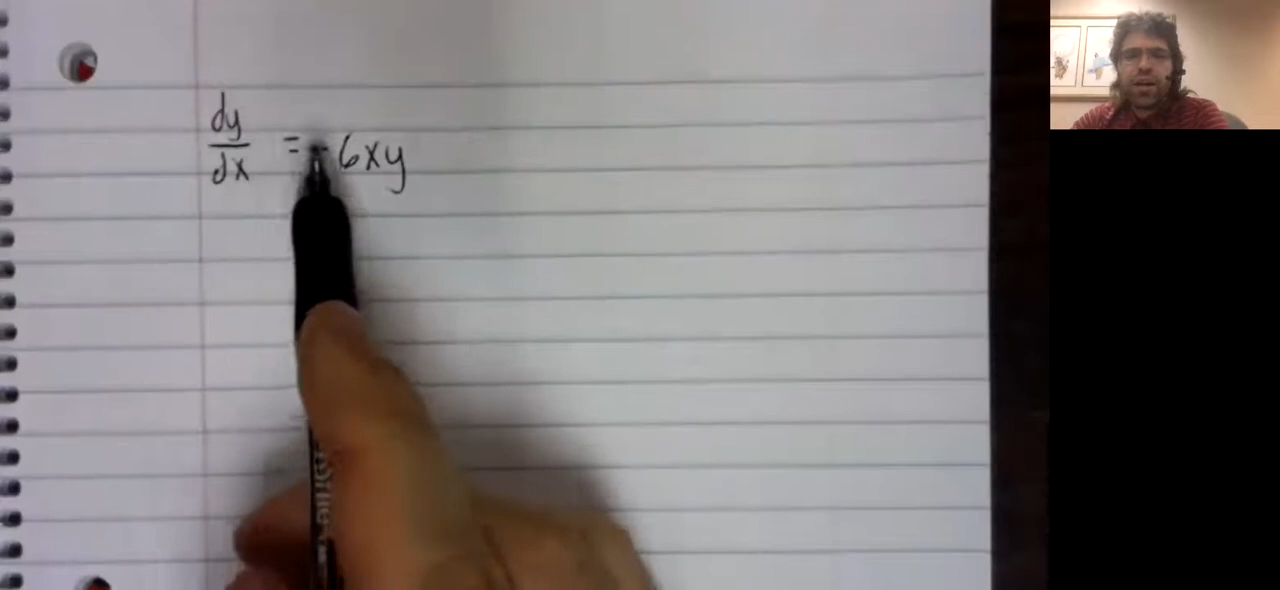 dy/dx = -6xy